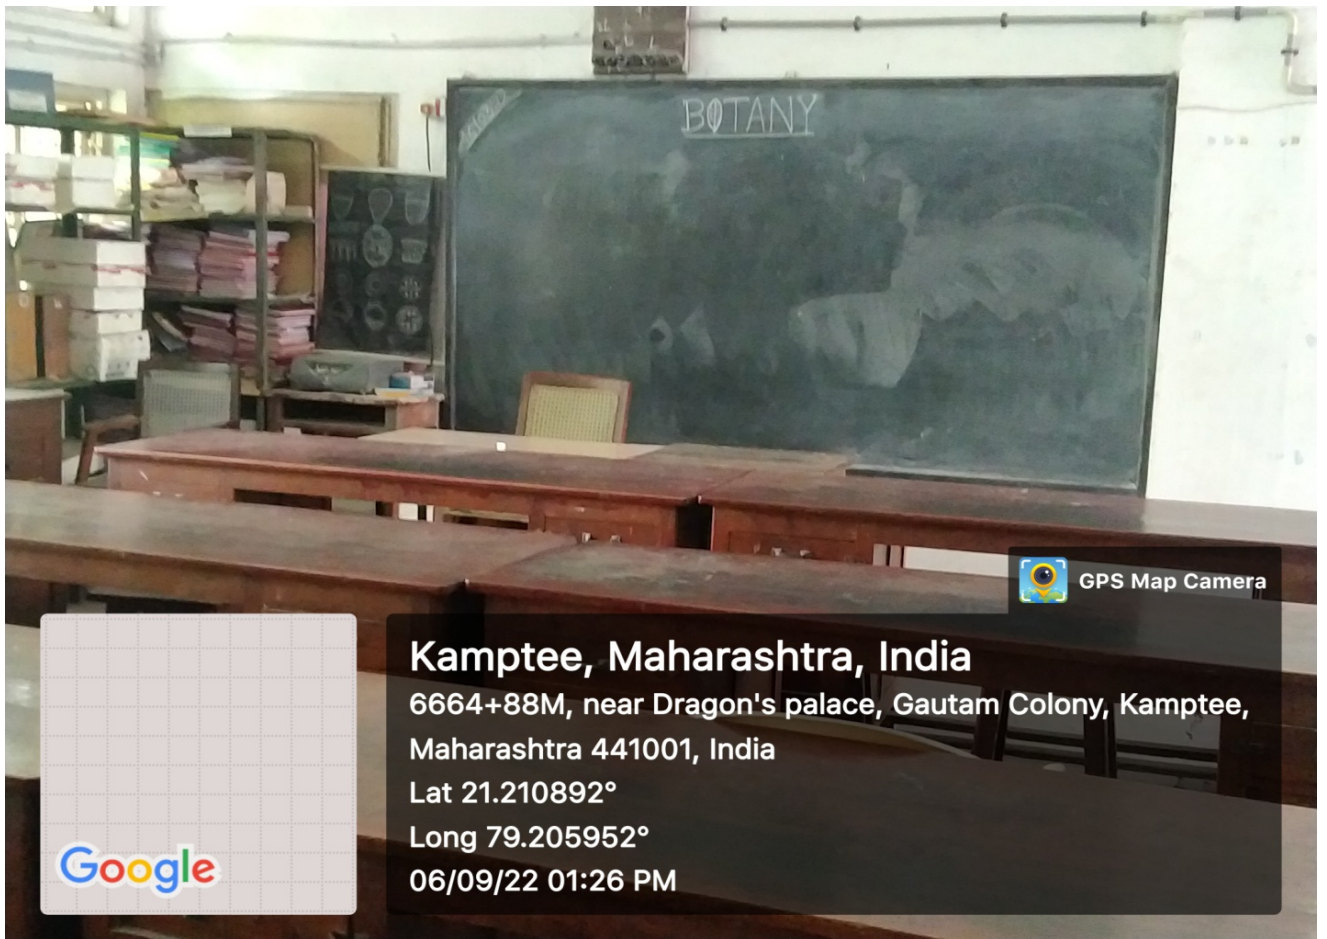 BOTANY
GPS Map Camera
Kamptee, Maharashtra, India
6664+88M, near Dragon's palace, Gautam Colony, Kamptee,
Maharashtra 441001, India
Lat 21.210892°
Long 79.205952°
06/09/22 01:26 PM
Google